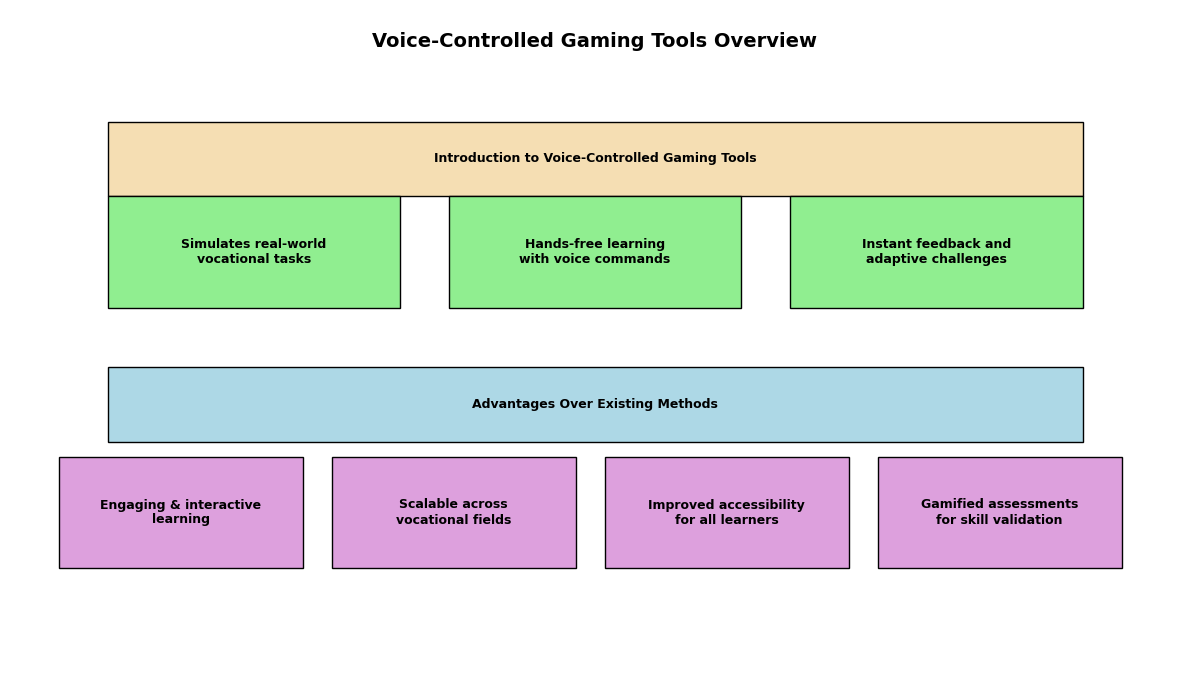 Voice-Controlled Gaming Tools Overview
Introduction to Voice-Controlled Gaming Tools
Simulates real-world
vocational tasks
Hands-free learning
with voice commands
Instant feedback and
adaptive challenges
Advantages Over Existing Methods
Engaging & interactive
learning
Scalable across
vocational fields
Improved accessibility
for all learners
Gamified assessments
for skill validation